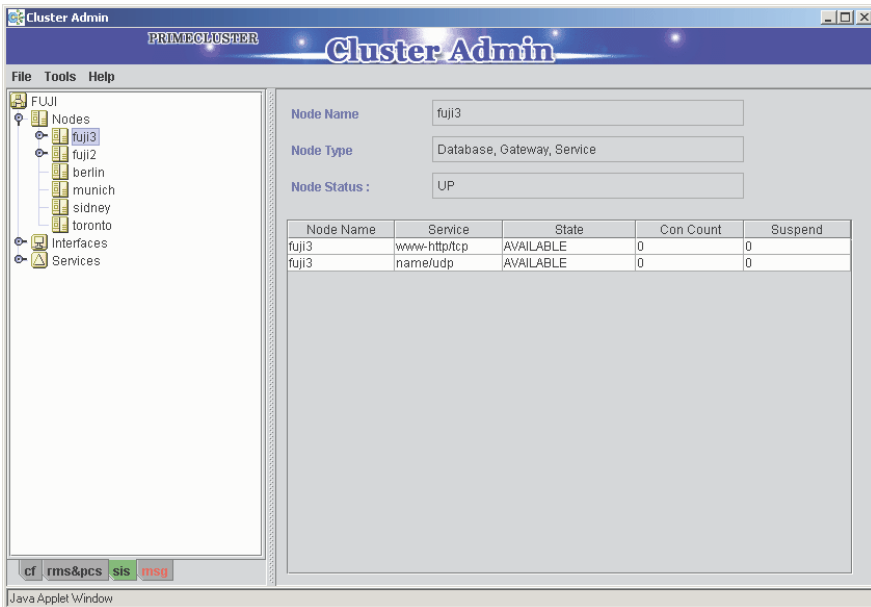 Cluster Admin
PRIMECLUSTER
Cluster Admin
File Tools Help
FUJI
Nodes
fuji3
fuji2
berlin
munich
sidney
toronto
Interfaces
Services
Node Name fuji3
Node Type Database, Gateway, Service
Node Status : UP
Node Name Service State Con Count Suspend
fuji3 www-http/tcp AVAILABLE 0 0
fuji3 name/udp AVAILABLE 0 0
cf rms&pcs sis msg
Java Applet Window